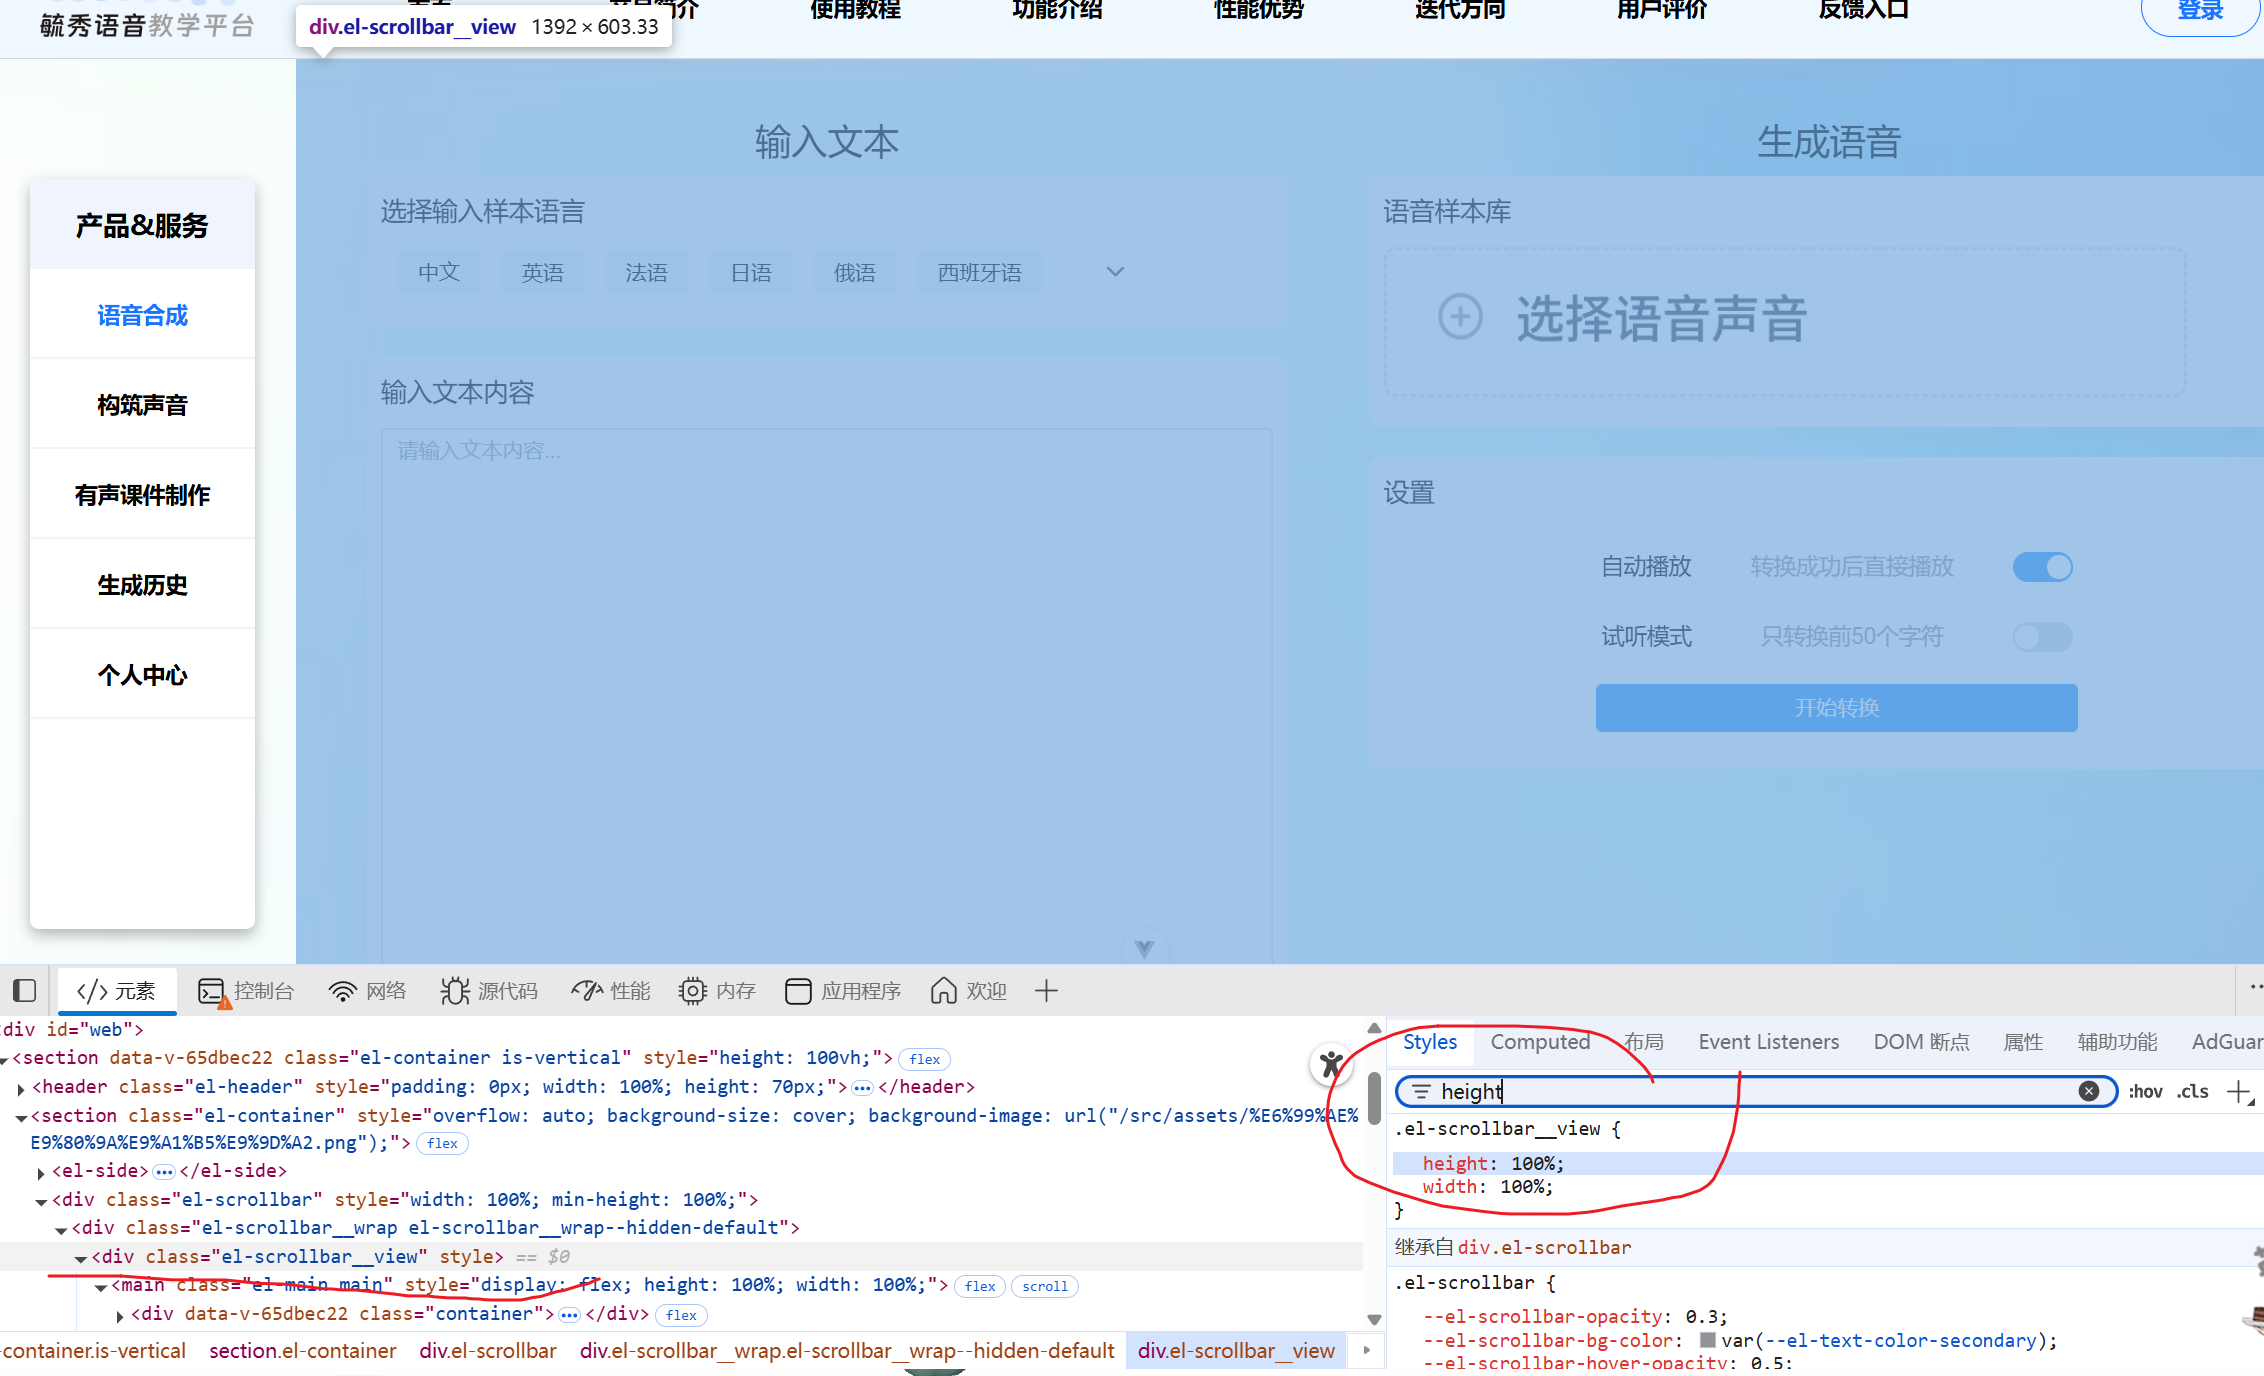 毓秀语音教学平台
div.el-scrollbar__view 1392 × 603.33
使用教程
功能介绍
性能优势
迭代方向
用户评价
反馈入口
登录
产品&服务
语音合成
构筑声音
有声课件制作
生成历史
个人中心
输入文本
选择输入样本语言
中文 英语 法语 日语 俄语 西班牙语
输入文本内容
请输入文本内容...
生成语音
语音样本库
选择语音声音
设置
自动播放 转换成功后直接播放
试听模式 只转换前50个字符
开始转换
元素 控制台 网络 源代码 性能 内存 应用程序 欢迎
div id="web">
<section data-v-65dbec22 class="el-container is-vertical" style="height: 100vh;"> flex
<header class="el-header" style="padding: 0px; width: 100%; height: 70px;"> ••• </header>
<section class="el-container" style="overflow: auto; background-size: cover; background-image: url("/src/assets/%E6%99%AE%
E9%80%9A%E9%A1%B5%E9%9D%A2.png");"> flex
<el-side> ••• </el-side>
<div class="el-scrollbar" style="width: 100%; min-height: 100%;">
<div class="el-scrollbar__wrap el-scrollbar__wrap--hidden-default">
<div class="el-scrollbar__view" style> == $0
<main class="el-main main" style="display: flex; height: 100%; width: 100%;"> flex scroll
<div data-v-65dbec22 class="container"> ••• </div> flex
-container.is-vertical section.el-container div.el-scrollbar div.el-scrollbar__wrap.el-scrollbar__wrap--hidden-default div.el-scrollbar__view
Styles Computed 布局 Event Listeners DOM 断点 属性 辅助功能 AdGuar
height :hov .cls
.el-scrollbar__view {
height: 100%;
width: 100%;
}
继承自 div.el-scrollbar
.el-scrollbar {
--el-scrollbar-opacity: 0.3;
--el-scrollbar-bg-color: var(--el-text-color-secondary);
--el-scrollbar-hover-opacity: 0.5;